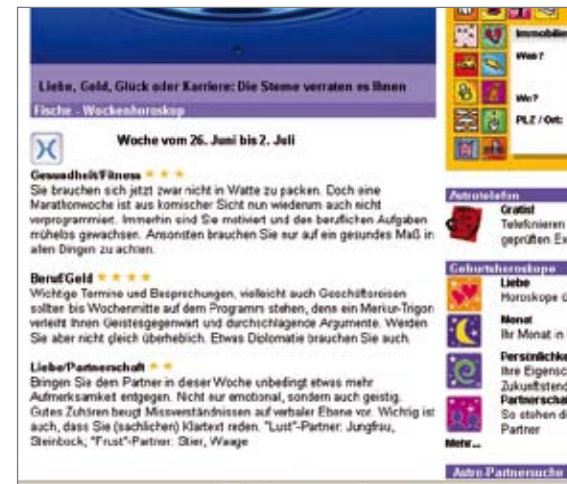 Liebe, Geld, Glück oder Karriere: Die Sterne verraten es Ihnen
Fische - Wochenhoroskop
Woche vom 26. Juni bis 2. Juli
Gesundheit/Fitness
Sie brauchen sich jetzt zwar nicht in Watte zu packen. Doch eine
Marathonwoche ist aus komischer Sicht nun wiederum auch nicht
vorprogrammiert. Immerhin sind Sie motiviert und den beruflichen Aufgaben
mühelos gewachsen. Ansonsten brauchen Sie nur auf ein gesundes Maß in
allen Dingen zu achten.
Beruf/Geld
Wichtige Termine und Besprechungen, vielleicht auch Geschäftsreisen
sollten bis Wochenmitte auf dem Programm stehen, denn ein Merkur-Trigon
verleiht Ihnen Geistesgegenwart und durchschlagende Argumente. Werden
Sie aber nicht gleich überheblich. Etwas Diplomatie brauchen Sie auch.
Liebe/Partnerschaft
Bringen Sie dem Partner in dieser Woche unbedingt etwas mehr
Aufmerksamkeit entgegen. Nicht nur emotional, sondern auch geistig.
Gutes Zuhören beugt Missverständnissen auf verbaler Ebene vor. Wichtig ist
auch, dass Sie (sachlichen) Klartext reden. "Lust"-Partner: Jungfrau,
Steinbock; "Frust"-Partner: Stier, Waage
Immobilien
Was?
Wo?
PLZ / Ort:
Astrotelefon
Gratis!
Telefonieren
geprüften Ex
Geburtshoroskope
Liebe
Horoskope ü
Monat
Ihr Monat in
Persönlichke
Ihre Eigensc
Zukunftstend
Partnerschaf
So stehen di
Partner
Mehr...
Astro-Partnersuche